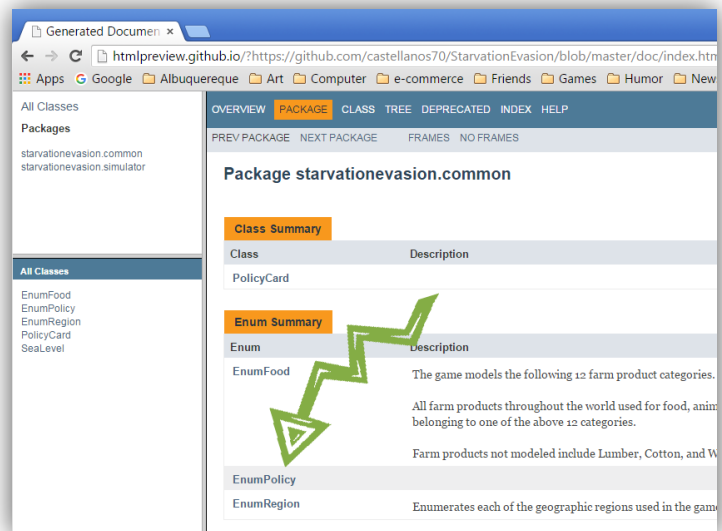 Generated Documen
htmlpreview.github.io/?https://github.com/castellanos70/StarvationEvasion/blob/master/doc/index.htm
Apps Google Albuquereque Art Computer e-commerce Friends Games Humor New
All Classes
Packages
starvationevasion.common
starvationevasion.simulator
All Classes
EnumFood
EnumPolicy
EnumRegion
PolicyCard
SeaLevel
OVERVIEW PACKAGE CLASS TREE DEPRECATED INDEX HELP
PREV PACKAGE NEXT PACKAGE FRAMES NO FRAMES
Package starvationevasion.common
Class Summary
Class Description
PolicyCard
Enum Summary
Enum Description
EnumFood The game models the following 12 farm product categories.
All farm products throughout the world used for food, anim
belonging to one of the above 12 categories.
Farm products not modeled include Lumber, Cotton, and W
EnumPolicy
EnumRegion Enumerates each of the geographic regions used in the game